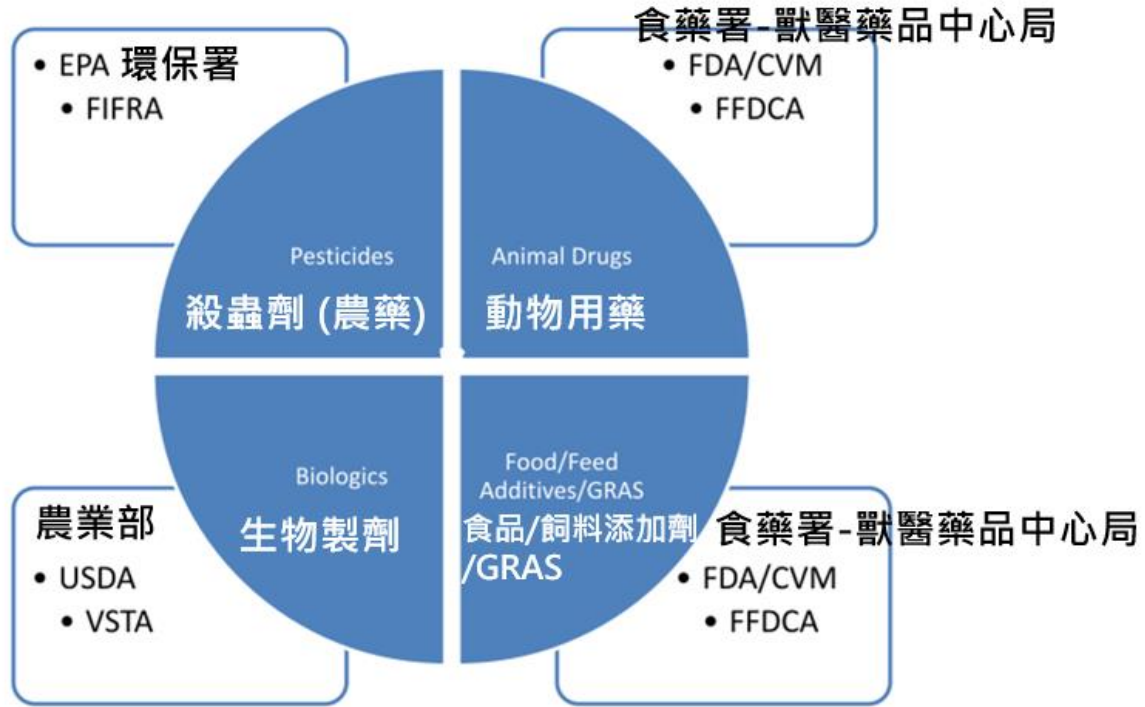 • EPA 環保署
• FIFRA
食藥署-獸醫藥品中心局
• FDA/CVM
• FFDCA
Pesticides
殺蟲劑 (農藥)
Animal Drugs
動物用藥
農業部
• USDA
• VSTA
Biologics
生物製劑
Food/Feed
Additives/GRAS
食品/飼料添加劑
/GRAS
食藥署-獸醫藥品中心局
• FDA/CVM
• FFDCA